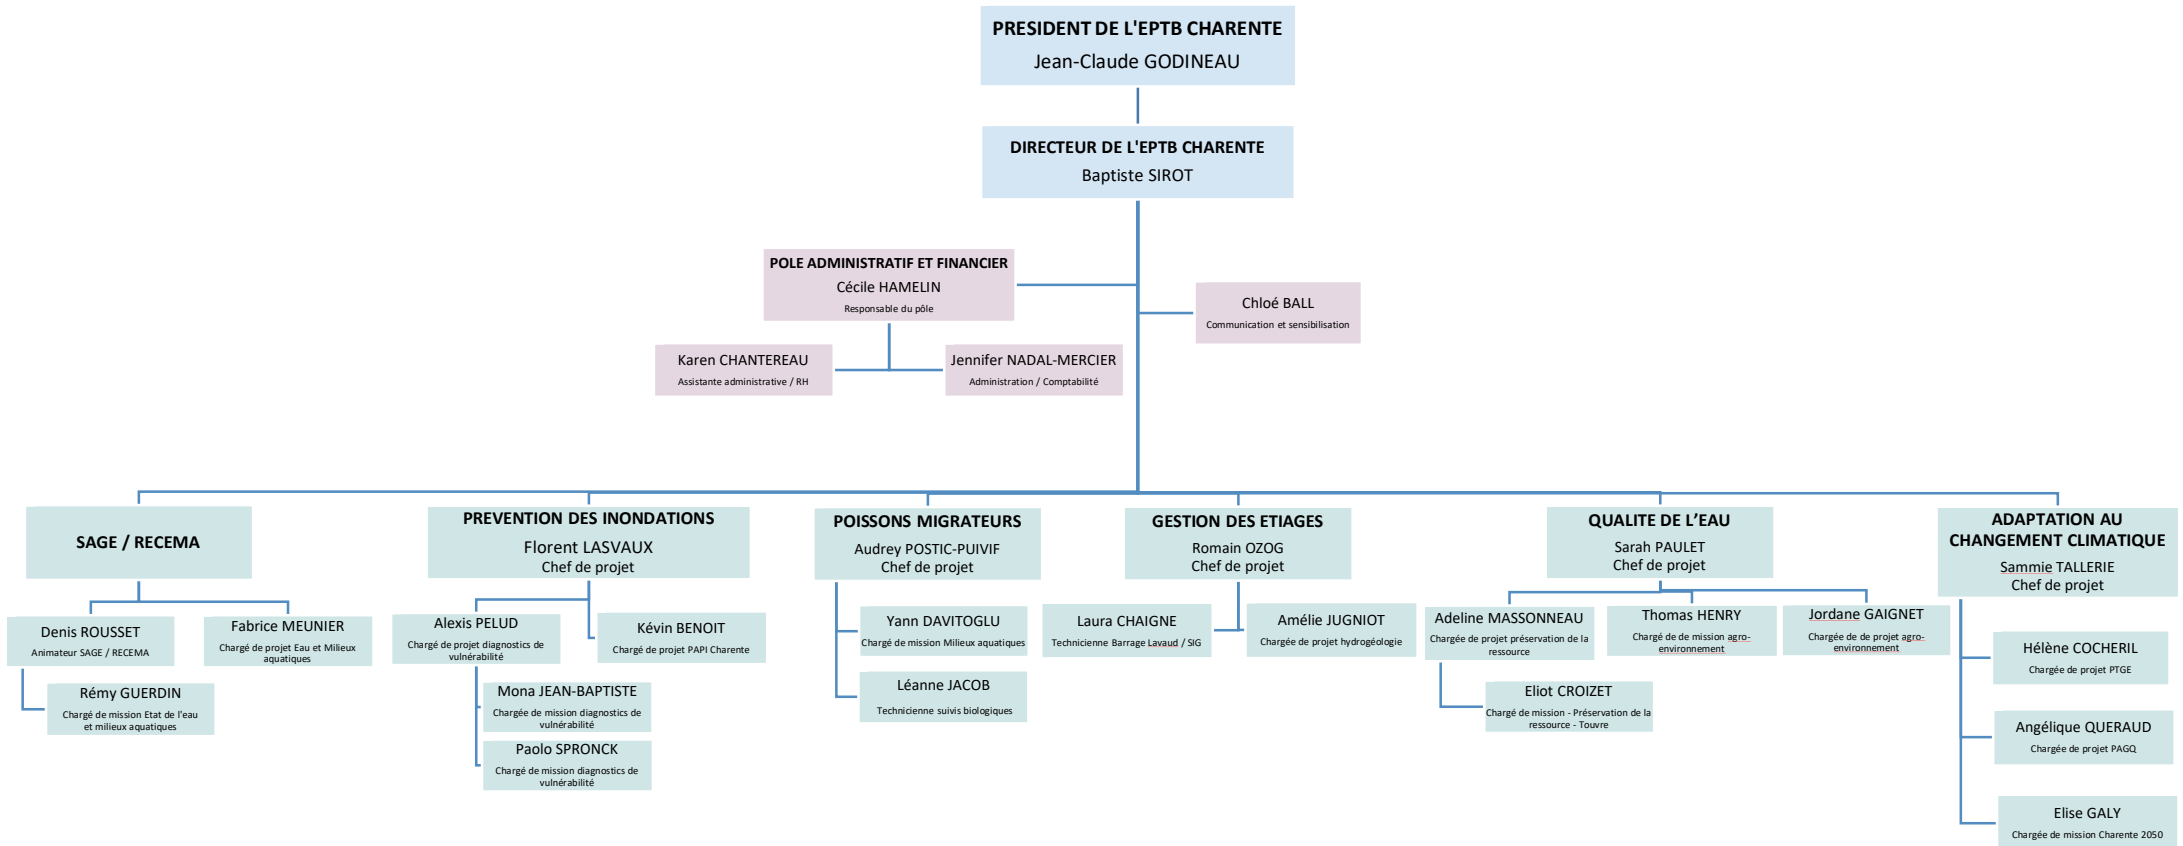 PRESIDENT DE L'EPTB CHARENTE
Jean-Claude GODINEAU
DIRECTEUR DE L'EPTB CHARENTE
Baptiste SIROT
POLE ADMINISTRATIF ET FINANCIER
Cécile HAMELIN
Responsable du pôle
Chloé BALL
Communication et sensibilisation
Karen CHANTEREAU
Assistante administrative / RH
Jennifer NADAL-MERCIER
Administration / Comptabilité
SAGE / RECEMA
Denis ROUSSET
Animateur SAGE / RECEMA
Fabrice MEUNIER
Chargé de projet Eau et Milieux
aquatiques
Rémy GUERDIN
Chargé de mission Etat de l'eau
et milieux aquatiques
PREVENTION DES INONDATIONS
Florent LASVAUX
Chef de projet
Alexis PELUD
Chargé de projet diagnostics de
vulnérabilité
Kévin BENOIT
Chargé de projet PAPI Charente
Mona JEAN-BAPTISTE
Chargée de mission diagnostics de
vulnérabilité
Paolo SPRONCK
Chargé de mission diagnostics de
vulnérabilité
POISSONS MIGRATEURS
Audrey POSTIC-PUIVIF
Chef de projet
Yann DAVITOGLU
Chargé de mission Milieux aquatiques
Léanne JACOB
Technicienne suivis biologiques
GESTION DES ETIAGES
Romain OZOG
Chef de projet
Laura CHAIGNE
Technicienne Barrage Lavaud / SIG
Amélie JUGNIOT
Chargée de projet hydrogéologie
QUALITE DE L’EAU
Sarah PAULET
Chef de projet
Adeline MASSONNEAU
Chargée de projet préservation de la
ressource
Thomas HENRY
Chargé de de mission agro-
environnement
Jordane GAIGNET
Chargée de de projet agro-
environnement
Eliot CROIZET
Chargé de mission - Préservation de la
ressource - Touvre
ADAPTATION AU
CHANGEMENT CLIMATIQUE
Sammie TALLERIE
Chef de projet
Hélène COCHERIL
Chargée de projet PTGE
Angélique QUERAUD
Chargée de projet PAGQ
Elise GALY
Chargée de mission Charente 2050